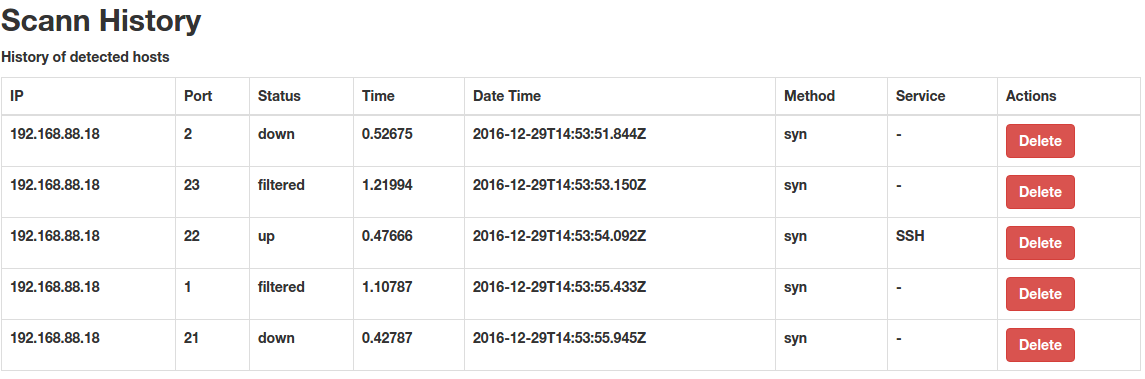 Scann History
History of detected hosts
IP Port Status Time Date Time Method Service Actions
192.168.88.18 2 down 0.52675 2016-12-29T14:53:51.844Z syn - Delete
192.168.88.18 23 filtered 1.21994 2016-12-29T14:53:53.150Z syn - Delete
192.168.88.18 22 up 0.47666 2016-12-29T14:53:54.092Z syn SSH Delete
192.168.88.18 1 filtered 1.10787 2016-12-29T14:53:55.433Z syn - Delete
192.168.88.18 21 down 0.42787 2016-12-29T14:53:55.945Z syn - Delete